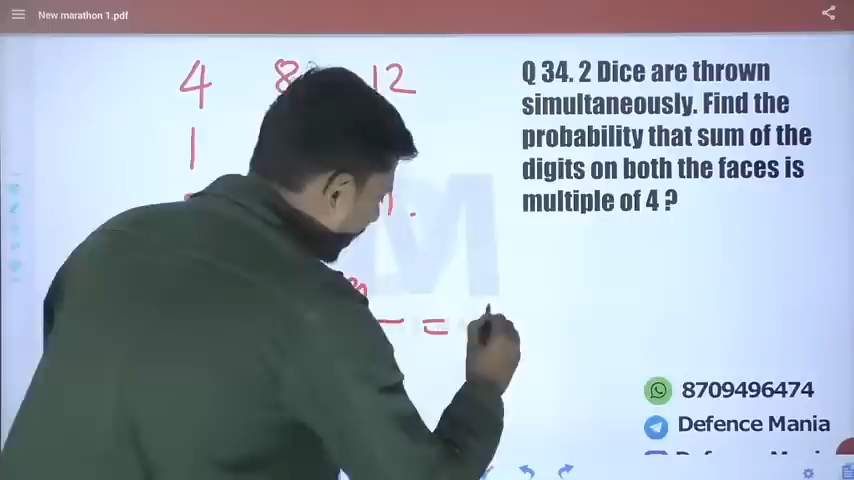 New marathon 1.pdf
4 8 12
Q 34. 2 Dice are thrown
simultaneously. Find the
probability that sum of the
digits on both the faces is
multiple of 4 ?
1
=
8709496474
Defence Mania